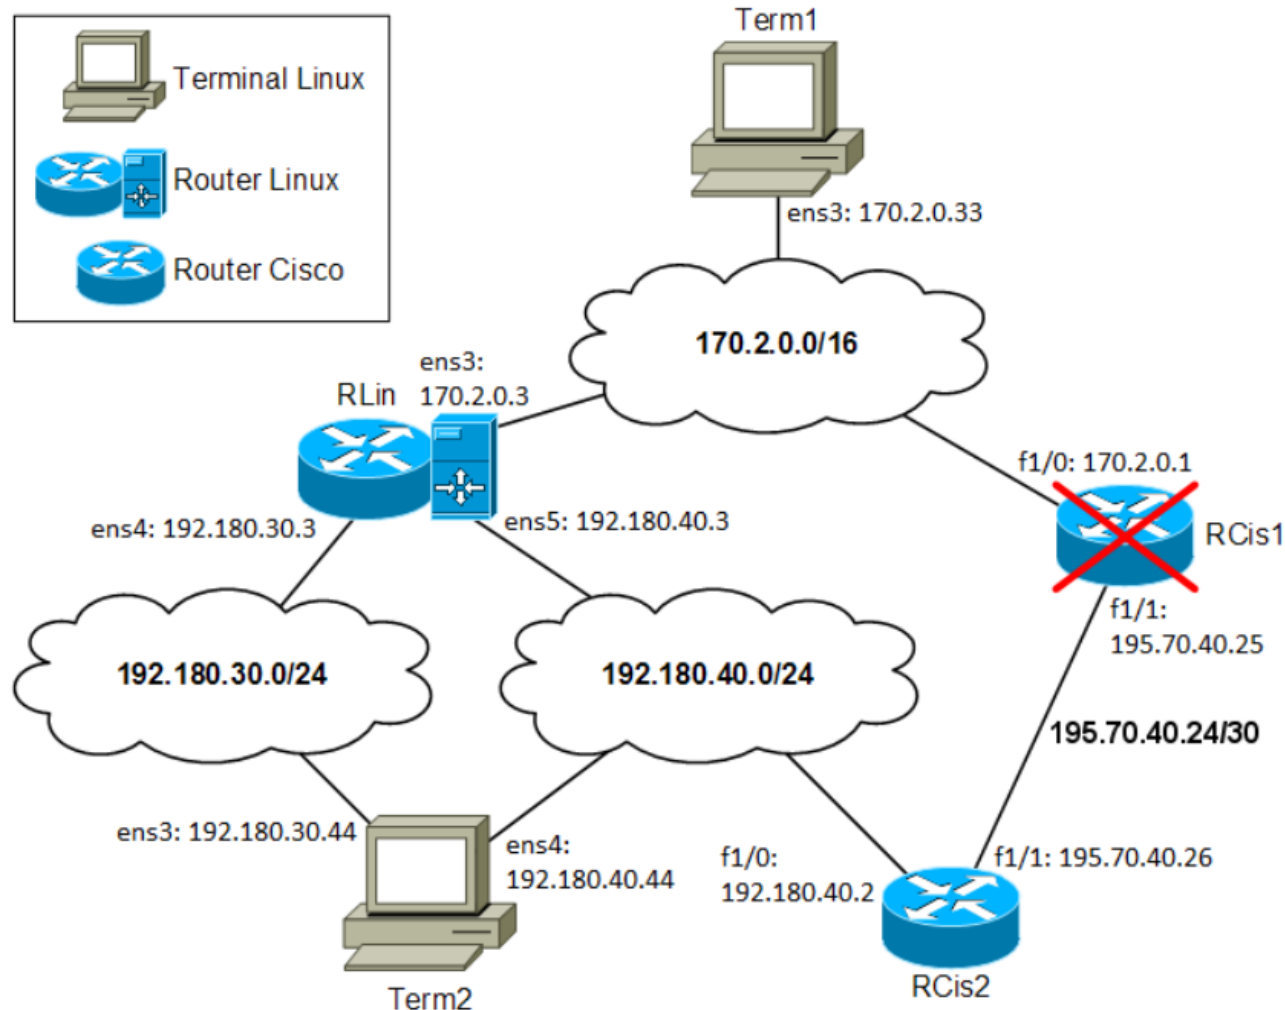 Term1
Terminal Linux
Router Linux
Router Cisco
ens3: 170.2.0.33
170.2.0.0/16
ens3:
170.2.0.3
RLin
f1/0: 170.2.0.1
RCis1
ens4: 192.180.30.3
ens5: 192.180.40.3
f1/1:
195.70.40.25
192.180.30.0/24
192.180.40.0/24
195.70.40.24/30
ens3: 192.180.30.44
ens4:
192.180.40.44
f1/0:
192.180.40.2
f1/1: 195.70.40.26
Term2
RCis2